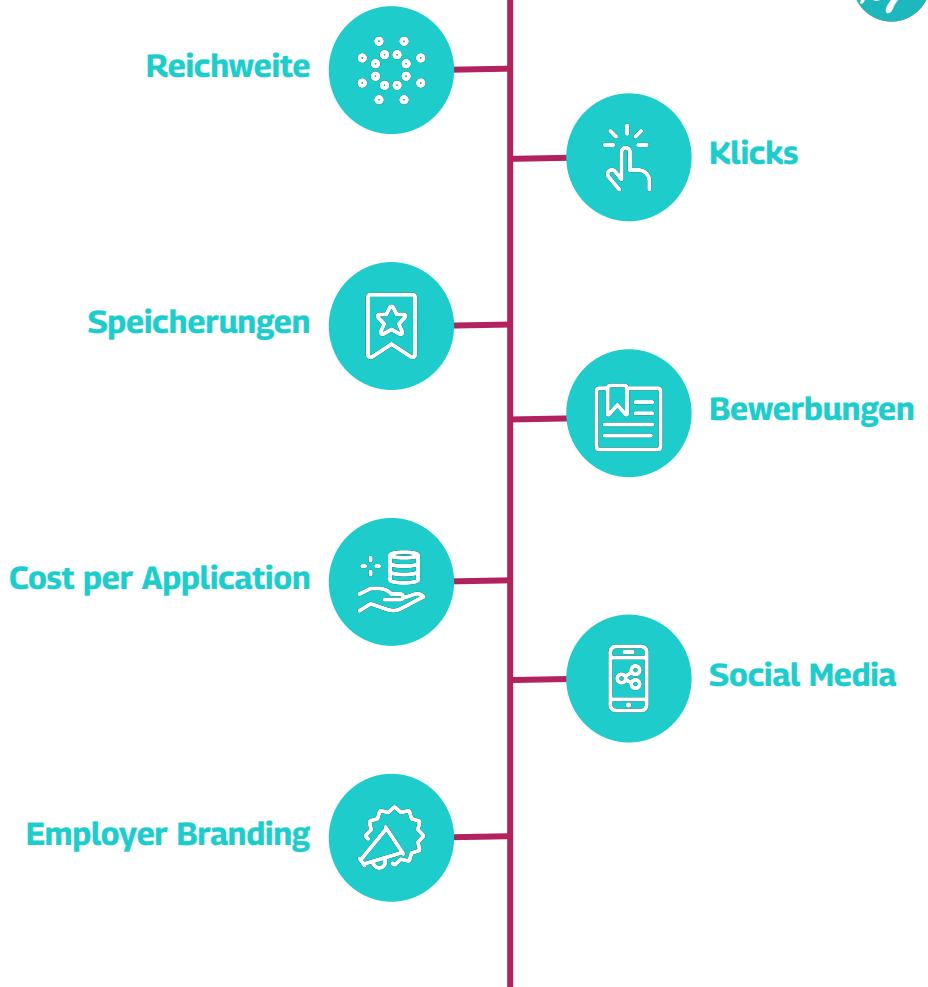 Reichweite
Klicks
Speicherungen
Bewerbungen
Cost per Application
Social Media
Employer Branding